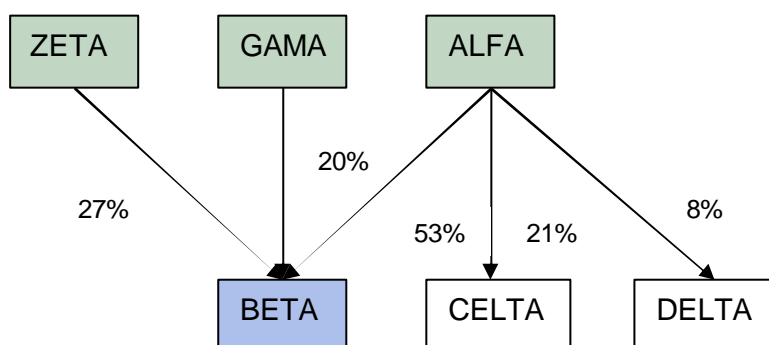 ZETA
GAMA
ALFA
20%
27%
8%
53%
21%
BETA
CELTA
DELTA